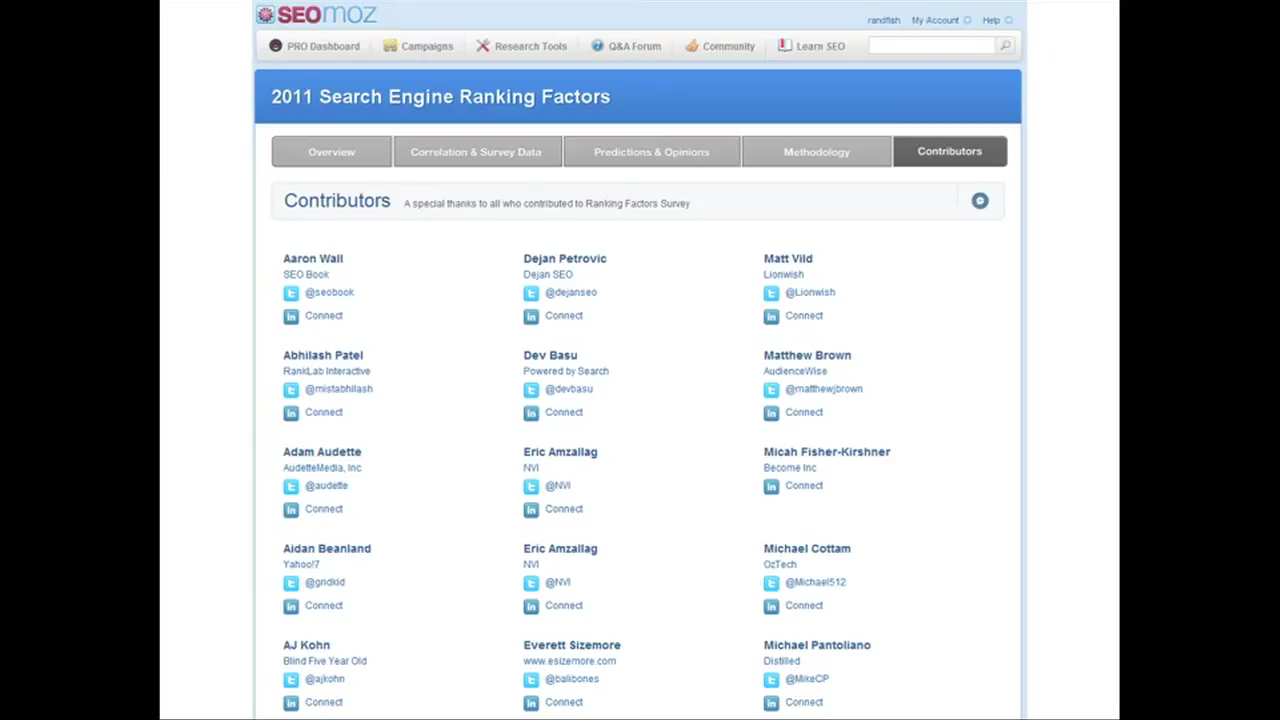 SEOmoz
randfish My Account Help
PRO Dashboard Campaigns Research Tools Q&A Forum Community Learn SEO
2011 Search Engine Ranking Factors
Overview Correlation & Survey Data Predictions & Opinions Methodology Contributors
Contributors A special thanks to all who contributed to Ranking Factors Survey
Aaron Wall
SEO Book
@seobook
Connect
Dejan Petrovic
Dejan SEO
@dejanseo
Connect
Matt Vild
Lionwish
@Lionwish
Connect
Abhilash Patel
RankLab Interactive
@mistabhilash
Connect
Dev Basu
Powered by Search
@devbasu
Connect
Matthew Brown
AudienceWise
@matthewjbrown
Connect
Adam Audette
AudetteMedia, Inc
@audette
Connect
Eric Amzallag
NVI
@NVI
Connect
Micah Fisher-Kirshner
Become Inc
Connect
Aidan Beanland
Yahoo!7
@gridkid
Connect
Eric Amzallag
NVI
@NVI
Connect
Michael Cottam
OzTech
@Michael512
Connect
AJ Kohn
Blind Five Year Old
@ajkohn
Connect
Everett Sizemore
www.esizemore.com
@balibones
Connect
Michael Pantoliano
Distilled
@MikeCP
Connect